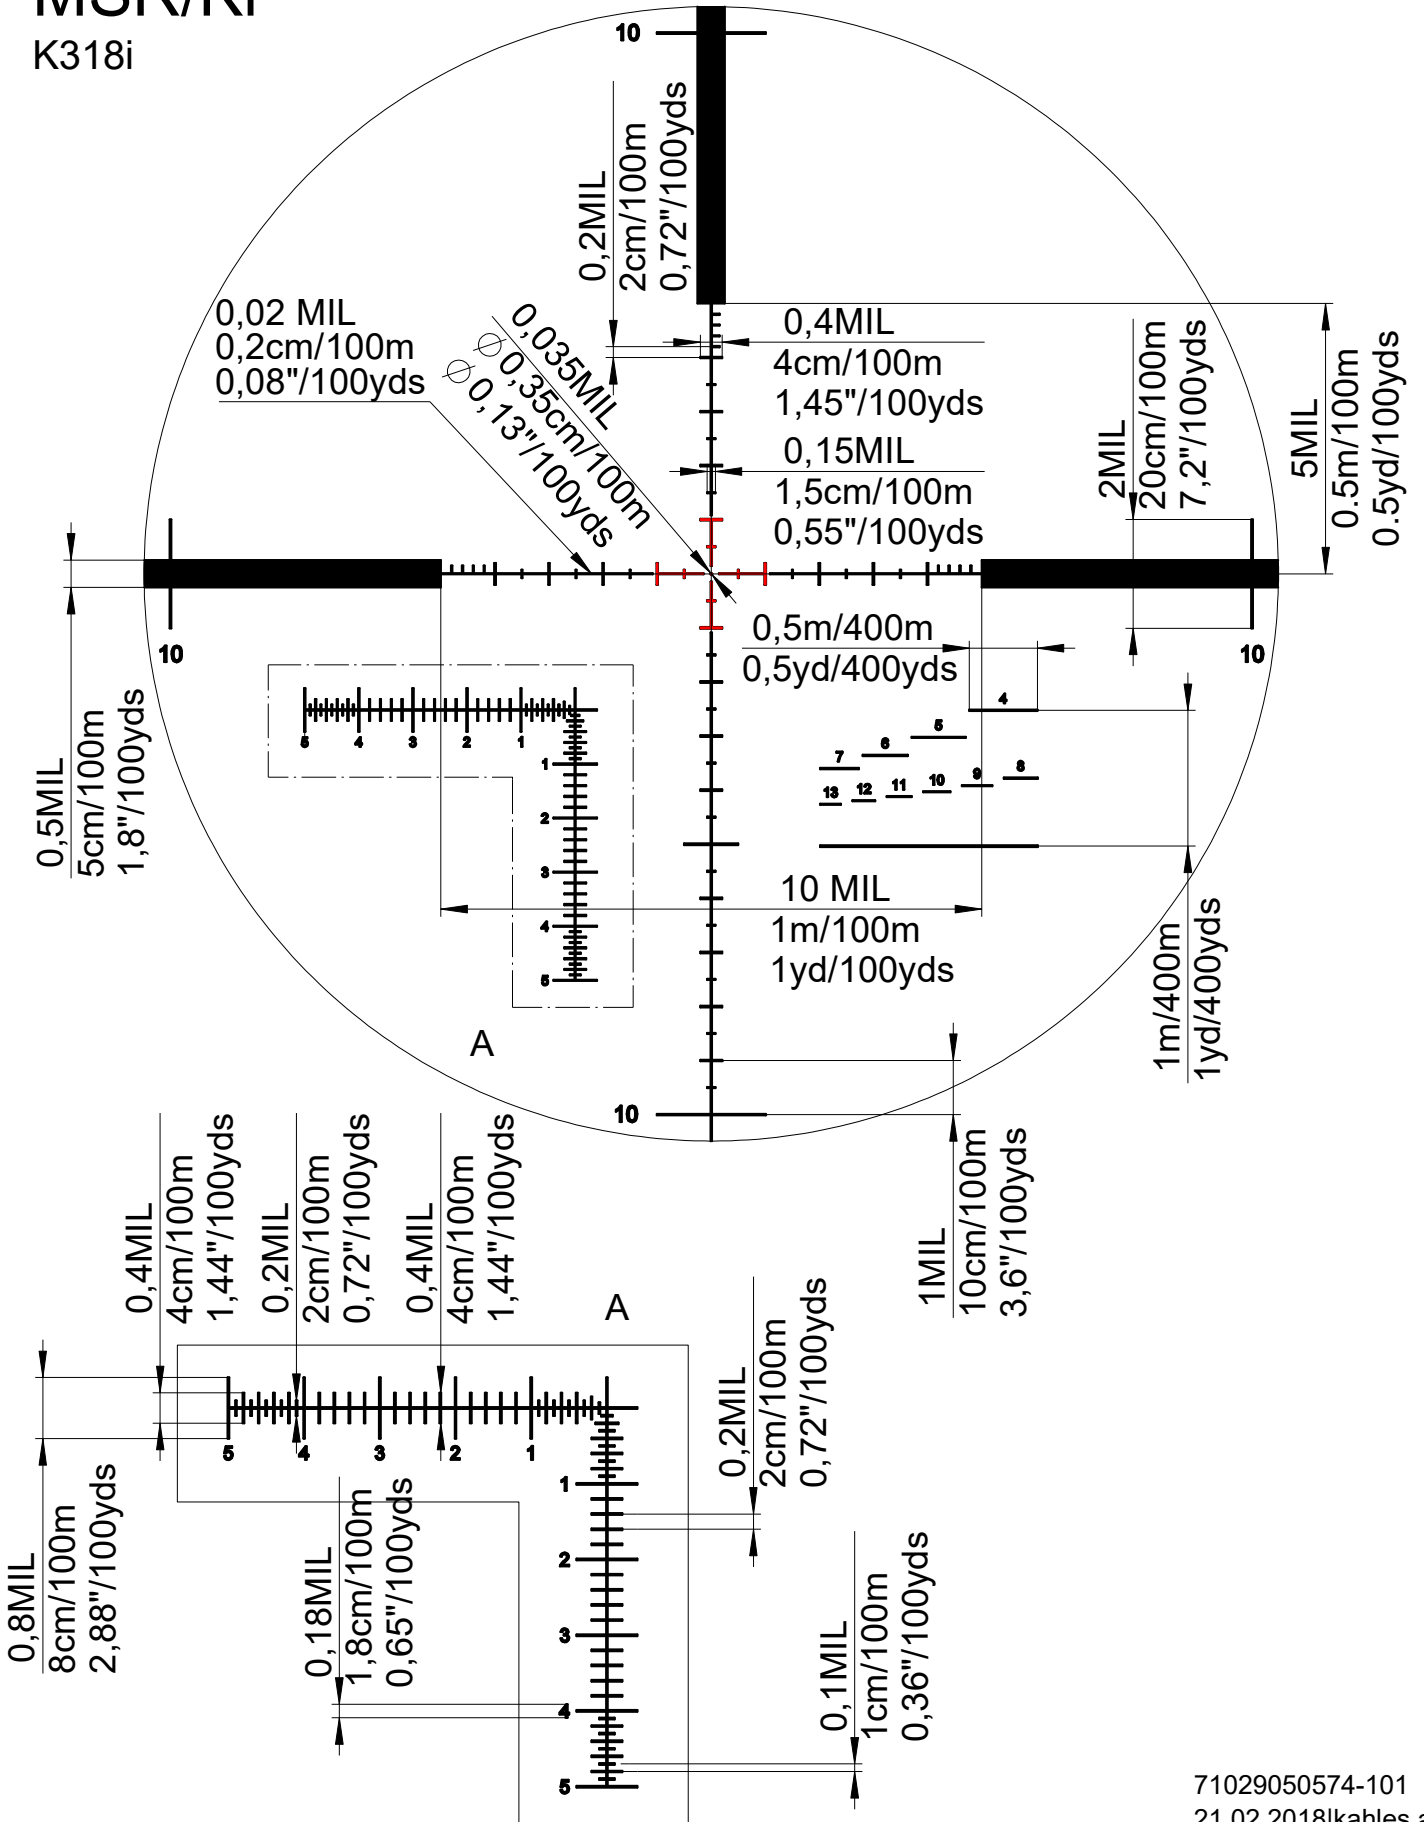 MSR/Ki
K318i
10
0,2MIL
2cm/100m
0,72"/100yds
0,02 MIL
0,2cm/100m
0,08"/100yds
0,035MIL
∅ 0,35cm/100m
∅ 0,13"/100yds
0,4MIL
4cm/100m
1,45"/100yds
0,15MIL
1,5cm/100m
0,55"/100yds
2MIL
20cm/100m
7,2"/100yds
5MIL
0.5m/100m
0.5yd/100yds
10
10
0,5MIL
5cm/100m
1,8"/100yds
0,5m/400m
0,5yd/400yds
5 4 3 2 1
1
2
3
4
5
4
5
6
7
8
9
10
11
12
13
10 MIL
1m/100m
1yd/100yds
1m/400m
1yd/400yds
A
10
1MIL
10cm/100m
3,6"/100yds
0,4MIL
4cm/100m
1,44"/100yds
0,2MIL
2cm/100m
0,72"/100yds
0,4MIL
4cm/100m
1,44"/100yds
A
5 4 3 2 1
1
2
3
4
5
0,2MIL
2cm/100m
0,72"/100yds
0,8MIL
8cm/100m
2,88"/100yds
0,18MIL
1,8cm/100m
0,65"/100yds
0,1MIL
1cm/100m
0,36"/100yds
71029050574-101
21.02.2018|kahles.a